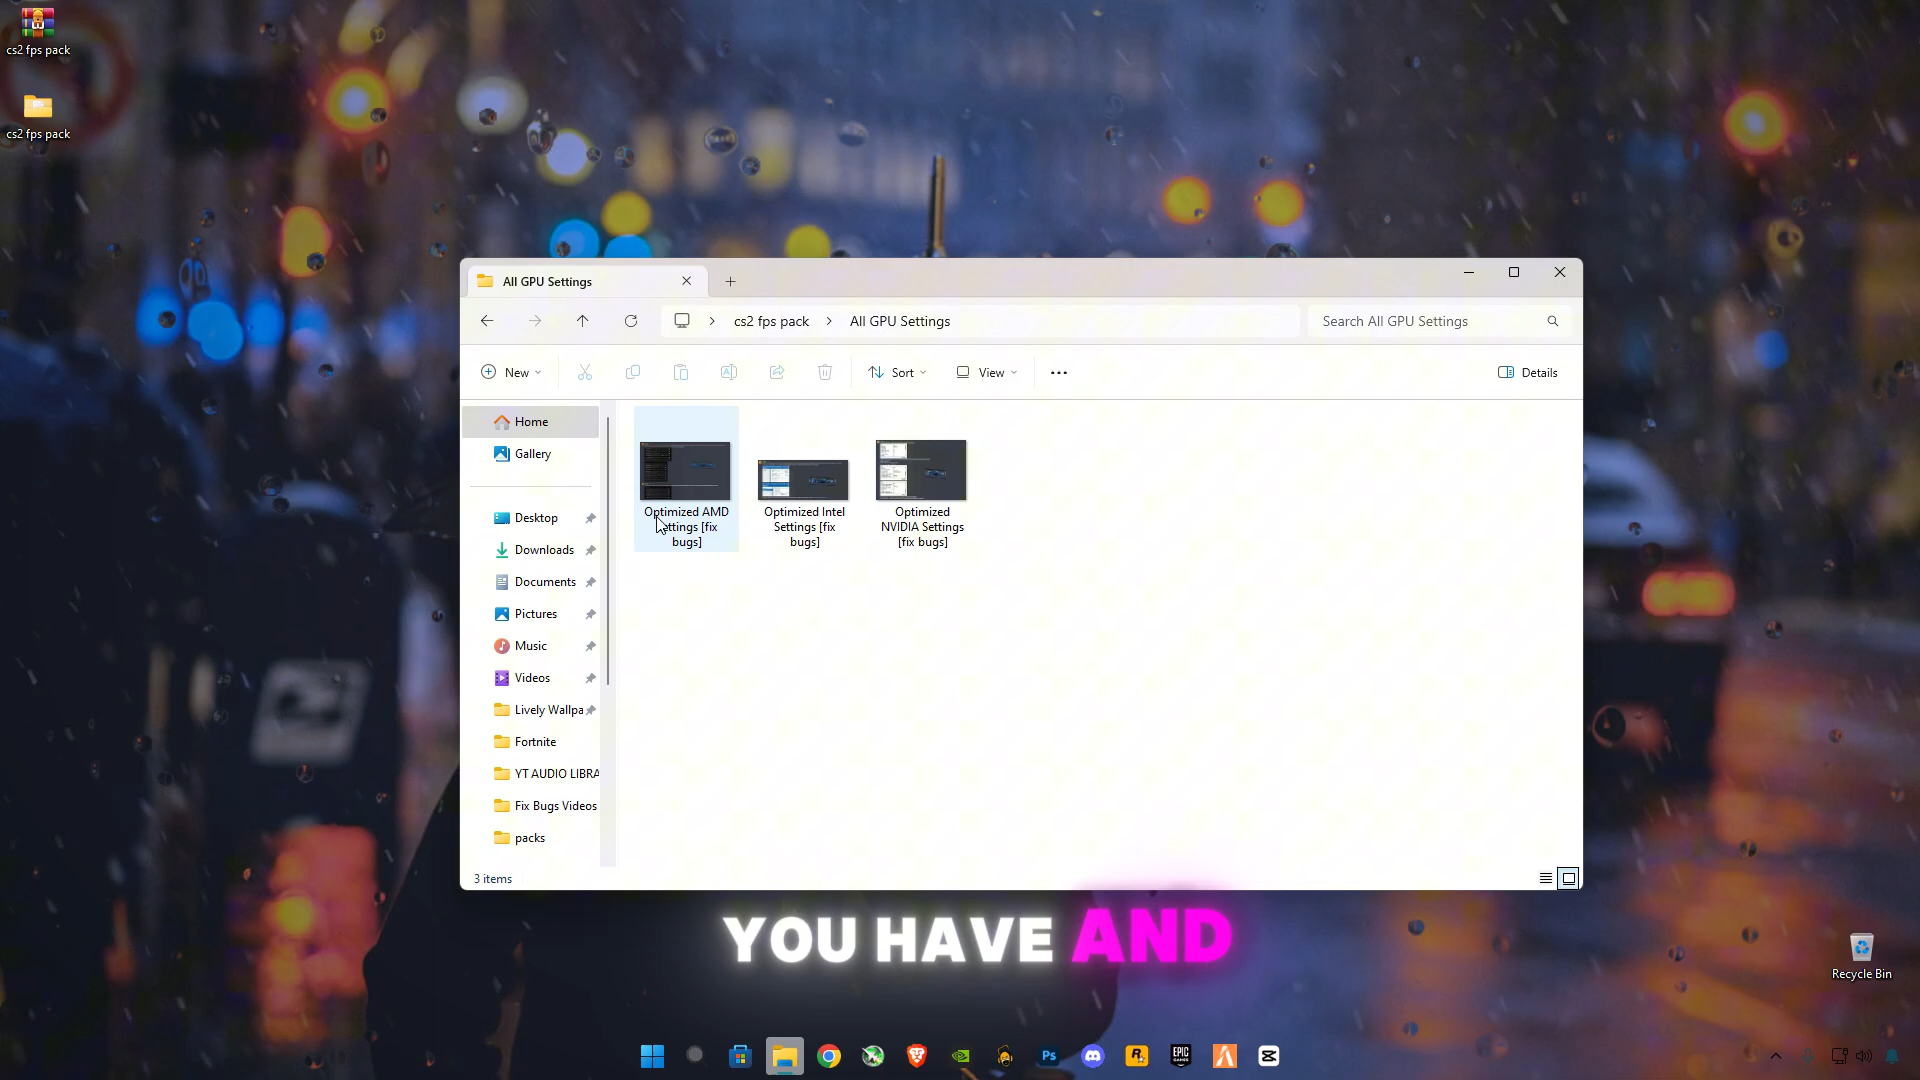 cs2 fps pack
cs2 fps pack
All GPU Settings
cs2 fps pack
All GPU Settings
Search All GPU Settings
New
Sort
View
Details
Home
Gallery
Desktop
Downloads
Documents
Pictures
Music
Videos
Lively Wallpa
Fortnite
YT AUDIO LIBRA
Fix Bugs Videos
packs
Optimized AMD
Settings [fix
bugs]
Optimized Intel
Settings [fix
bugs]
Optimized
NVIDIA Settings
[fix bugs]
3 items
YOU HAVE AND
Recycle Bin
Ps
EPIC
GAMES